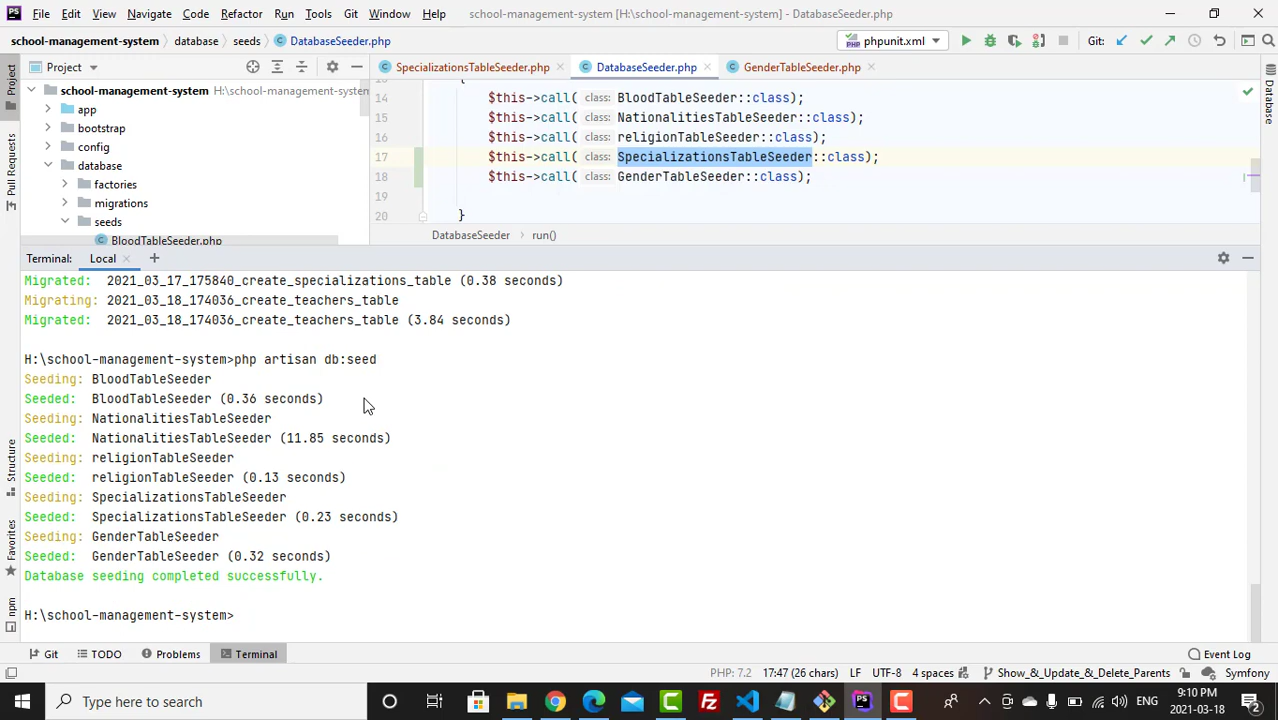 File Edit View Navigate Code Refactor Run Tools Git Window Help school-management-system [H:\school-management-system] - DatabaseSeeder.php
school-management-system database seeds DatabaseSeeder.php phpunit.xml Git:
Project SpecializationsTableSeeder.php DatabaseSeeder.php GenderTableSeeder.php
school-management-system H:\school-management-system
app
bootstrap
config
database
factories
migrations
seeds
BloodTableSeeder.php
{
14 $this->call( class: BloodTableSeeder::class);
15 $this->call( class: NationalitiesTableSeeder::class);
16 $this->call( class: religionTableSeeder::class);
17 $this->call( class: SpecializationsTableSeeder::class);
18 $this->call( class: GenderTableSeeder::class);
19
20 }
DatabaseSeeder run()
Terminal: Local
Migrated: 2021_03_17_175840_create_specializations_table (0.38 seconds)
Migrating: 2021_03_18_174036_create_teachers_table
Migrated: 2021_03_18_174036_create_teachers_table (3.84 seconds)
H:\school-management-system>php artisan db:seed
Seeding: BloodTableSeeder
Seeded: BloodTableSeeder (0.36 seconds)
Seeding: NationalitiesTableSeeder
Seeded: NationalitiesTableSeeder (11.85 seconds)
Seeding: religionTableSeeder
Seeded: religionTableSeeder (0.13 seconds)
Seeding: SpecializationsTableSeeder
Seeded: SpecializationsTableSeeder (0.23 seconds)
Seeding: GenderTableSeeder
Seeded: GenderTableSeeder (0.32 seconds)
Database seeding completed successfully.
H:\school-management-system>
Project
Pull Requests
Structure
Favorites
npm
Database
Git TODO Problems Terminal Event Log
PHP: 7.2 17:47 (26 chars) LF UTF-8 4 spaces Show_&_Update_&_Delete_Parents Symfony
Type here to search ENG 9:10 PM
2021-03-18
2